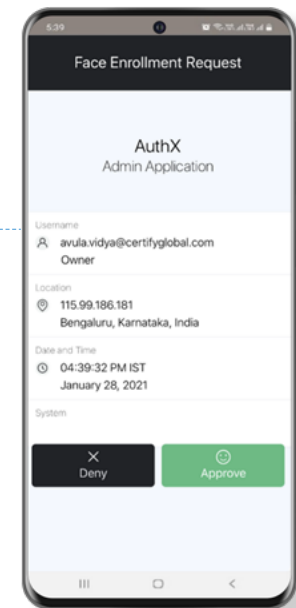 5:39
Face Enrollment Request
AuthX
Admin Application
Username
avula.vidya@certifyglobal.com
Owner
Location
115.99.186.181
Bengaluru, Karnataka, India
Date and Time
04:39:32 PM IST
January 28, 2021
System
Deny
Approve